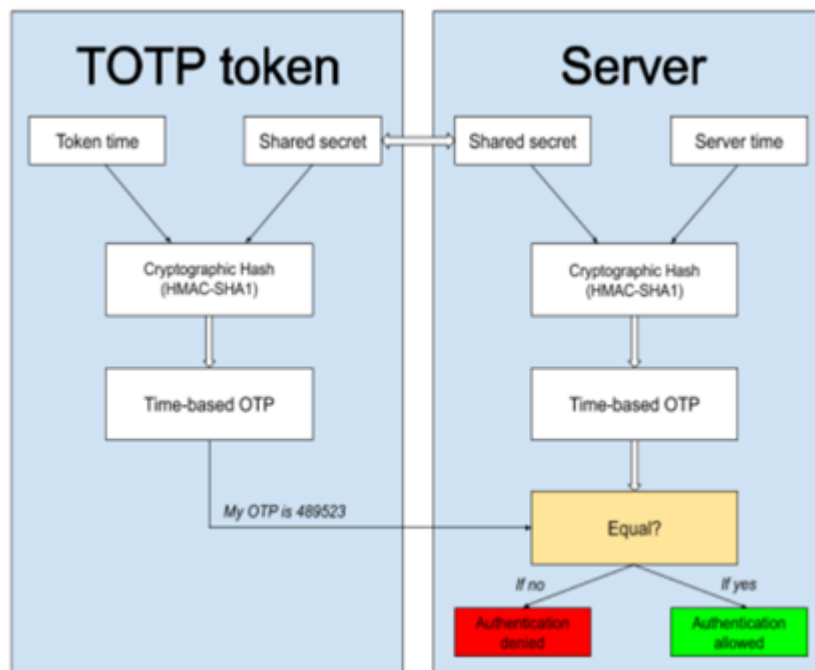 TOTP token
Server
Token time
Shared secret
Shared secret
Server time
Cryptographic Hash
(HMAC-SHA1)
Cryptographic Hash
(HMAC-SHA1)
Time-based OTP
Time-based OTP
My OTP is 489523
Equal?
If no
If yes
Authentication
denied
Authentication
allowed